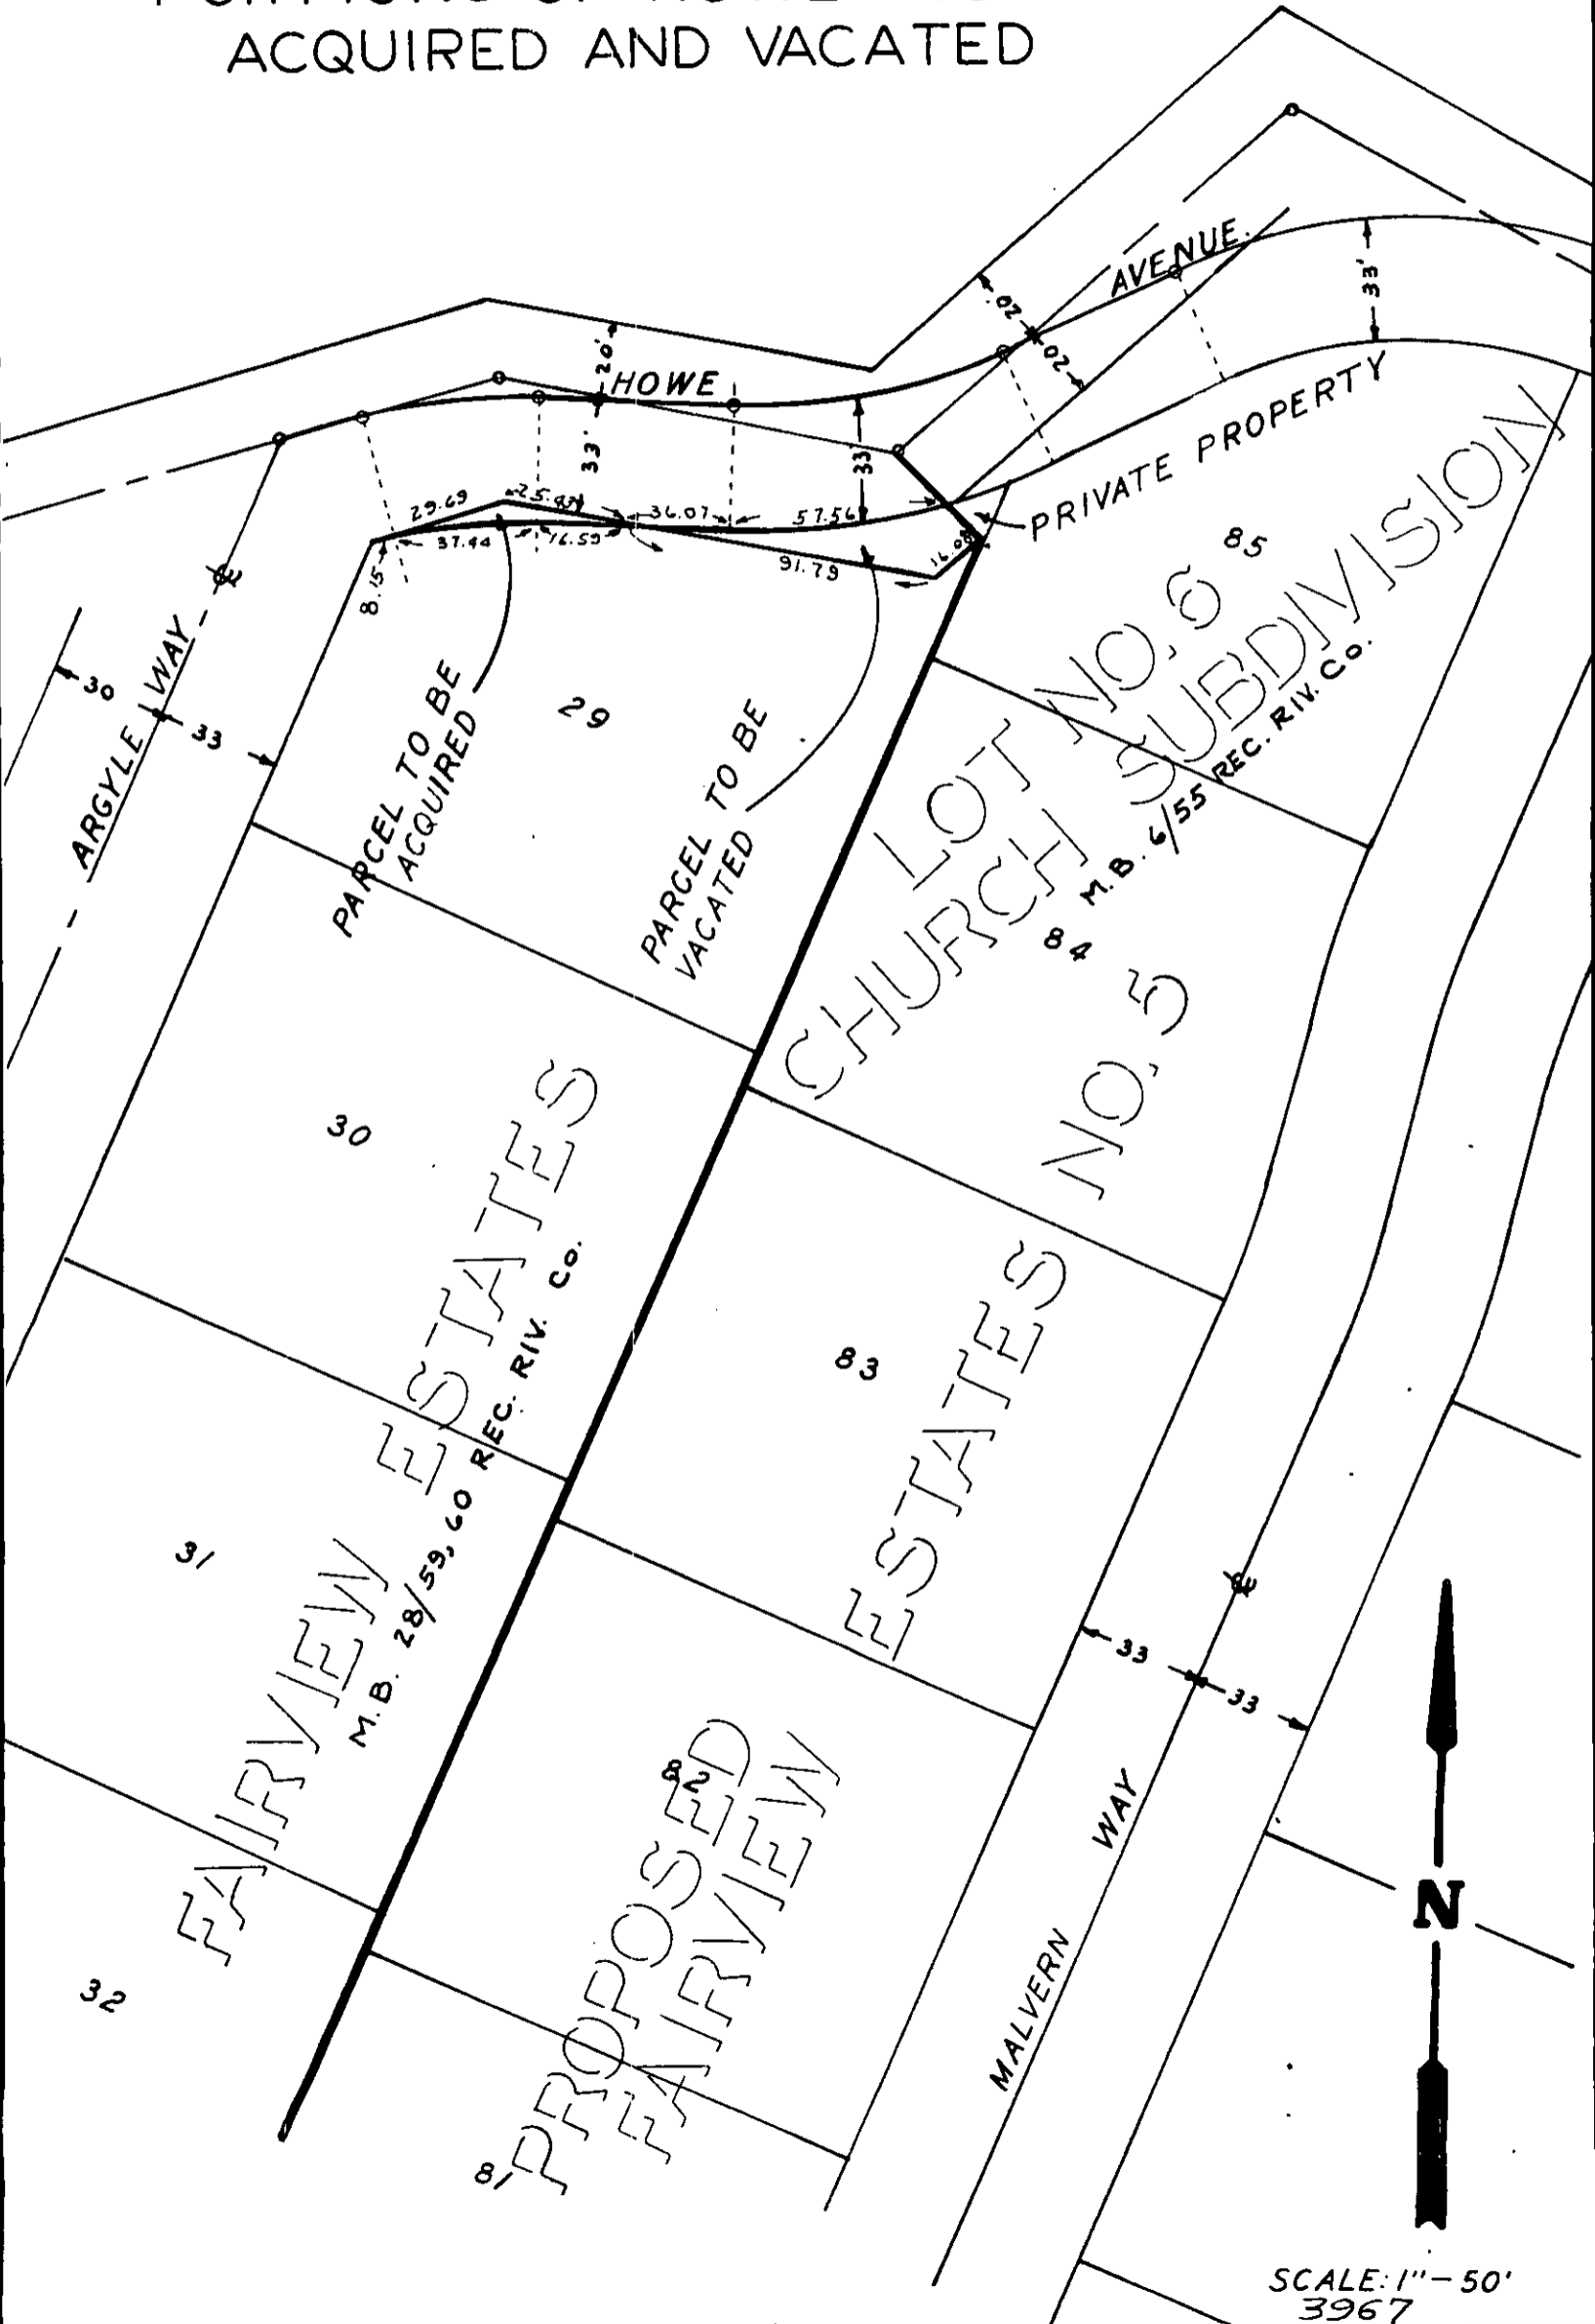 ACQUIRED AND VACATED
AVENUE.
20
20
33'
20'
HOWE
33'
33'
PRIVATE PROPERTY
29.69
36.07
57.56
37.44
16.59
91.79
16.08
8.15
85
ARGYLE WAY
30
33
PARCEL TO BE
ACQUIRED
29
PARCEL TO BE
VACATED
LOT NO. 6
CHURCH SUBDIVISION
M.B. 6/55 REC. RIV. Co.
84
NO. 5
30
ESTATES
83
ESTATES
31
FAIRVIEW
M.B. 28/59, 60 REC. RIV. Co.
33
33
82
PROPOSED
FAIRVIEW
MALVERN WAY
N
32
81
SCALE: 1"-50'
3967